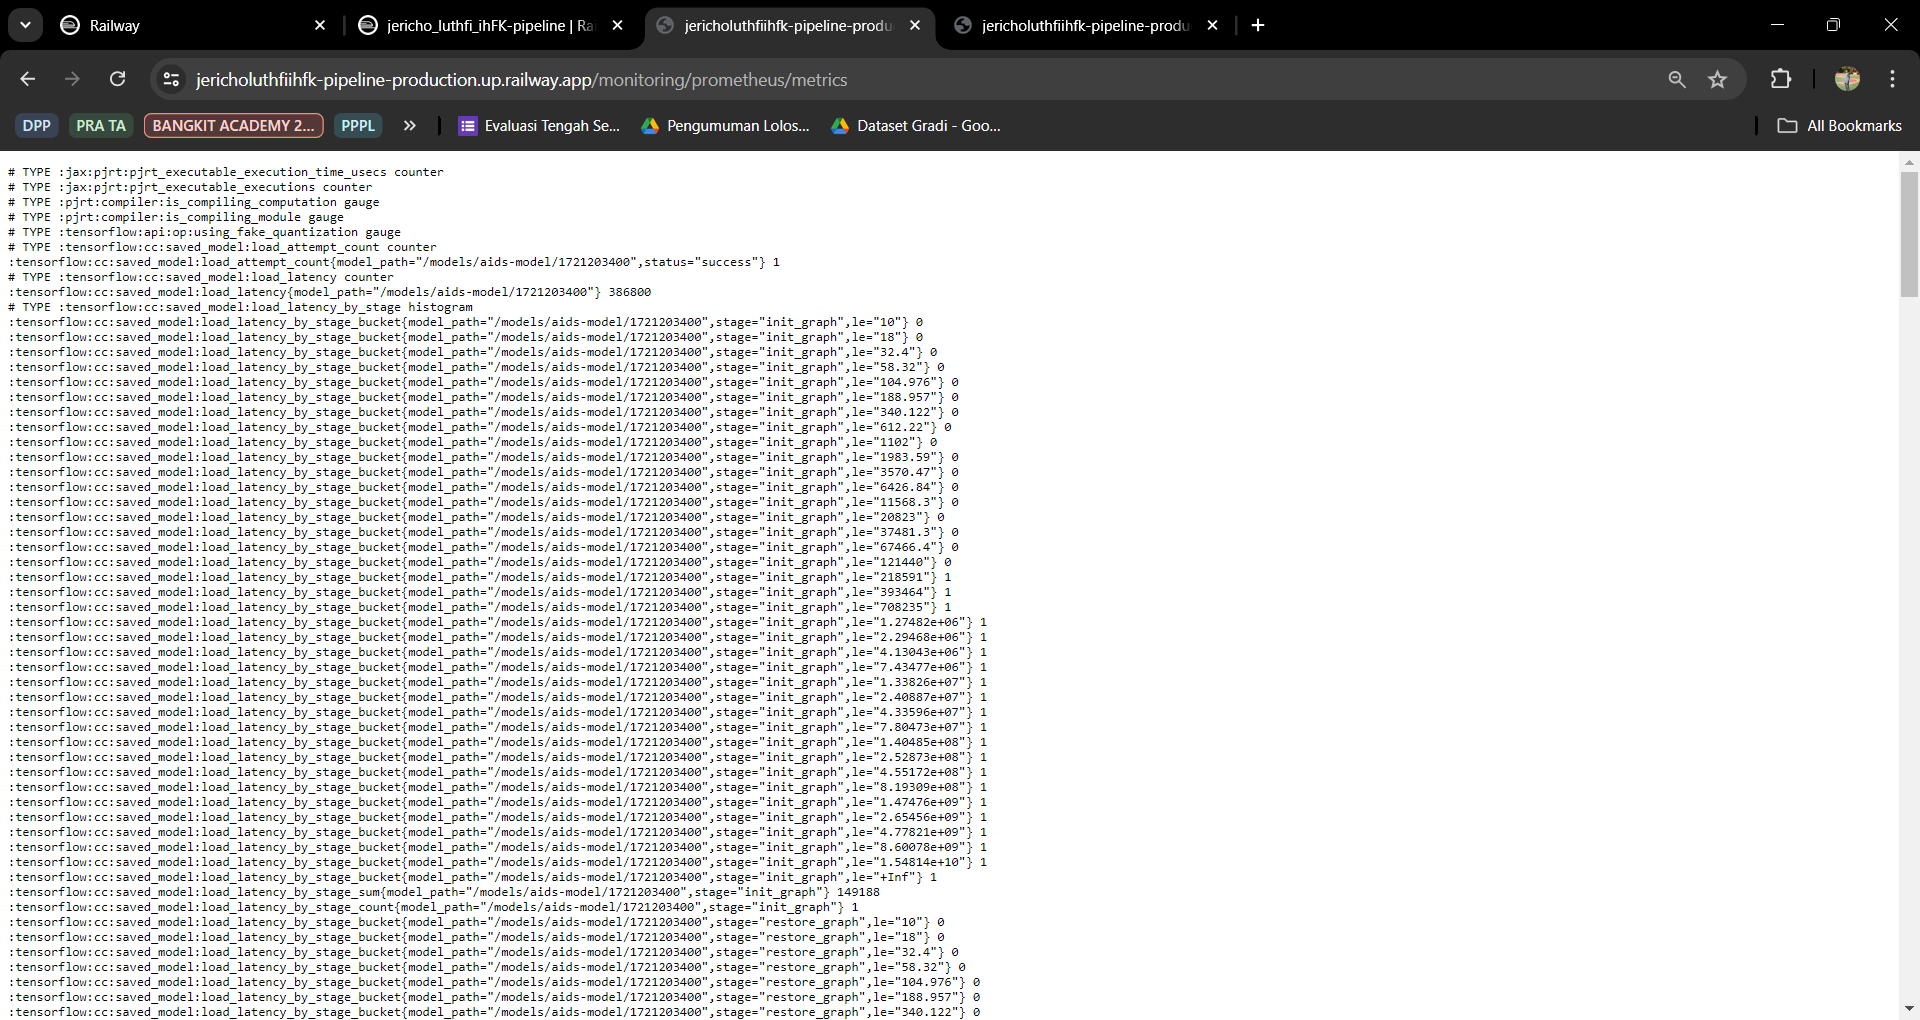 Railway
jericho_luthfi_ihFK-pipeline | Ra
jericholuthfiihfk-pipeline-produ
jericholuthfiihfk-pipeline-produ
jericholuthfiihfk-pipeline-production.up.railway.app/monitoring/prometheus/metrics
DPP
PRA TA
BANGKIT ACADEMY 2...
PPPL
»
Evaluasi Tengah Se...
Pengumuman Lolos...
Dataset Gradi - Goo...
All Bookmarks
# TYPE :jax:pjrt:pjrt_executable_execution_time_usecs counter
# TYPE :jax:pjrt:pjrt_executable_executions counter
# TYPE :pjrt:compiler:is_compiling_computation gauge
# TYPE :pjrt:compiler:is_compiling_module gauge
# TYPE :tensorflow:api:op:using_fake_quantization gauge
# TYPE :tensorflow:cc:saved_model:load_attempt_count counter
:tensorflow:cc:saved_model:load_attempt_count{model_path="/models/aids-model/1721203400",status="success"} 1
# TYPE :tensorflow:cc:saved_model:load_latency counter
:tensorflow:cc:saved_model:load_latency{model_path="/models/aids-model/1721203400"} 386800
# TYPE :tensorflow:cc:saved_model:load_latency_by_stage histogram
:tensorflow:cc:saved_model:load_latency_by_stage_bucket{model_path="/models/aids-model/1721203400",stage="init_graph",le="10"} 0
:tensorflow:cc:saved_model:load_latency_by_stage_bucket{model_path="/models/aids-model/1721203400",stage="init_graph",le="18"} 0
:tensorflow:cc:saved_model:load_latency_by_stage_bucket{model_path="/models/aids-model/1721203400",stage="init_graph",le="32.4"} 0
:tensorflow:cc:saved_model:load_latency_by_stage_bucket{model_path="/models/aids-model/1721203400",stage="init_graph",le="58.32"} 0
:tensorflow:cc:saved_model:load_latency_by_stage_bucket{model_path="/models/aids-model/1721203400",stage="init_graph",le="104.976"} 0
:tensorflow:cc:saved_model:load_latency_by_stage_bucket{model_path="/models/aids-model/1721203400",stage="init_graph",le="188.957"} 0
:tensorflow:cc:saved_model:load_latency_by_stage_bucket{model_path="/models/aids-model/1721203400",stage="init_graph",le="340.122"} 0
:tensorflow:cc:saved_model:load_latency_by_stage_bucket{model_path="/models/aids-model/1721203400",stage="init_graph",le="612.22"} 0
:tensorflow:cc:saved_model:load_latency_by_stage_bucket{model_path="/models/aids-model/1721203400",stage="init_graph",le="1102"} 0
:tensorflow:cc:saved_model:load_latency_by_stage_bucket{model_path="/models/aids-model/1721203400",stage="init_graph",le="1983.59"} 0
:tensorflow:cc:saved_model:load_latency_by_stage_bucket{model_path="/models/aids-model/1721203400",stage="init_graph",le="3570.47"} 0
:tensorflow:cc:saved_model:load_latency_by_stage_bucket{model_path="/models/aids-model/1721203400",stage="init_graph",le="6426.84"} 0
:tensorflow:cc:saved_model:load_latency_by_stage_bucket{model_path="/models/aids-model/1721203400",stage="init_graph",le="11568.3"} 0
:tensorflow:cc:saved_model:load_latency_by_stage_bucket{model_path="/models/aids-model/1721203400",stage="init_graph",le="20823"} 0
:tensorflow:cc:saved_model:load_latency_by_stage_bucket{model_path="/models/aids-model/1721203400",stage="init_graph",le="37481.3"} 0
:tensorflow:cc:saved_model:load_latency_by_stage_bucket{model_path="/models/aids-model/1721203400",stage="init_graph",le="67466.4"} 0
:tensorflow:cc:saved_model:load_latency_by_stage_bucket{model_path="/models/aids-model/1721203400",stage="init_graph",le="121440"} 0
:tensorflow:cc:saved_model:load_latency_by_stage_bucket{model_path="/models/aids-model/1721203400",stage="init_graph",le="218591"} 1
:tensorflow:cc:saved_model:load_latency_by_stage_bucket{model_path="/models/aids-model/1721203400",stage="init_graph",le="393464"} 1
:tensorflow:cc:saved_model:load_latency_by_stage_bucket{model_path="/models/aids-model/1721203400",stage="init_graph",le="708235"} 1
:tensorflow:cc:saved_model:load_latency_by_stage_bucket{model_path="/models/aids-model/1721203400",stage="init_graph",le="1.27482e+06"} 1
:tensorflow:cc:saved_model:load_latency_by_stage_bucket{model_path="/models/aids-model/1721203400",stage="init_graph",le="2.29468e+06"} 1
:tensorflow:cc:saved_model:load_latency_by_stage_bucket{model_path="/models/aids-model/1721203400",stage="init_graph",le="4.13043e+06"} 1
:tensorflow:cc:saved_model:load_latency_by_stage_bucket{model_path="/models/aids-model/1721203400",stage="init_graph",le="7.43477e+06"} 1
:tensorflow:cc:saved_model:load_latency_by_stage_bucket{model_path="/models/aids-model/1721203400",stage="init_graph",le="1.33826e+07"} 1
:tensorflow:cc:saved_model:load_latency_by_stage_bucket{model_path="/models/aids-model/1721203400",stage="init_graph",le="2.40887e+07"} 1
:tensorflow:cc:saved_model:load_latency_by_stage_bucket{model_path="/models/aids-model/1721203400",stage="init_graph",le="4.33596e+07"} 1
:tensorflow:cc:saved_model:load_latency_by_stage_bucket{model_path="/models/aids-model/1721203400",stage="init_graph",le="7.80473e+07"} 1
:tensorflow:cc:saved_model:load_latency_by_stage_bucket{model_path="/models/aids-model/1721203400",stage="init_graph",le="1.40485e+08"} 1
:tensorflow:cc:saved_model:load_latency_by_stage_bucket{model_path="/models/aids-model/1721203400",stage="init_graph",le="2.52873e+08"} 1
:tensorflow:cc:saved_model:load_latency_by_stage_bucket{model_path="/models/aids-model/1721203400",stage="init_graph",le="4.55172e+08"} 1
:tensorflow:cc:saved_model:load_latency_by_stage_bucket{model_path="/models/aids-model/1721203400",stage="init_graph",le="8.19309e+08"} 1
:tensorflow:cc:saved_model:load_latency_by_stage_bucket{model_path="/models/aids-model/1721203400",stage="init_graph",le="1.47476e+09"} 1
:tensorflow:cc:saved_model:load_latency_by_stage_bucket{model_path="/models/aids-model/1721203400",stage="init_graph",le="2.65456e+09"} 1
:tensorflow:cc:saved_model:load_latency_by_stage_bucket{model_path="/models/aids-model/1721203400",stage="init_graph",le="4.77821e+09"} 1
:tensorflow:cc:saved_model:load_latency_by_stage_bucket{model_path="/models/aids-model/1721203400",stage="init_graph",le="8.60078e+09"} 1
:tensorflow:cc:saved_model:load_latency_by_stage_bucket{model_path="/models/aids-model/1721203400",stage="init_graph",le="1.54814e+10"} 1
:tensorflow:cc:saved_model:load_latency_by_stage_bucket{model_path="/models/aids-model/1721203400",stage="init_graph",le="+Inf"} 1
:tensorflow:cc:saved_model:load_latency_by_stage_sum{model_path="/models/aids-model/1721203400",stage="init_graph"} 149188
:tensorflow:cc:saved_model:load_latency_by_stage_count{model_path="/models/aids-model/1721203400",stage="init_graph"} 1
:tensorflow:cc:saved_model:load_latency_by_stage_bucket{model_path="/models/aids-model/1721203400",stage="restore_graph",le="10"} 0
:tensorflow:cc:saved_model:load_latency_by_stage_bucket{model_path="/models/aids-model/1721203400",stage="restore_graph",le="18"} 0
:tensorflow:cc:saved_model:load_latency_by_stage_bucket{model_path="/models/aids-model/1721203400",stage="restore_graph",le="32.4"} 0
:tensorflow:cc:saved_model:load_latency_by_stage_bucket{model_path="/models/aids-model/1721203400",stage="restore_graph",le="58.32"} 0
:tensorflow:cc:saved_model:load_latency_by_stage_bucket{model_path="/models/aids-model/1721203400",stage="restore_graph",le="104.976"} 0
:tensorflow:cc:saved_model:load_latency_by_stage_bucket{model_path="/models/aids-model/1721203400",stage="restore_graph",le="188.957"} 0
:tensorflow:cc:saved_model:load_latency_by_stage_bucket{model_path="/models/aids-model/1721203400",stage="restore_graph",le="340.122"} 0